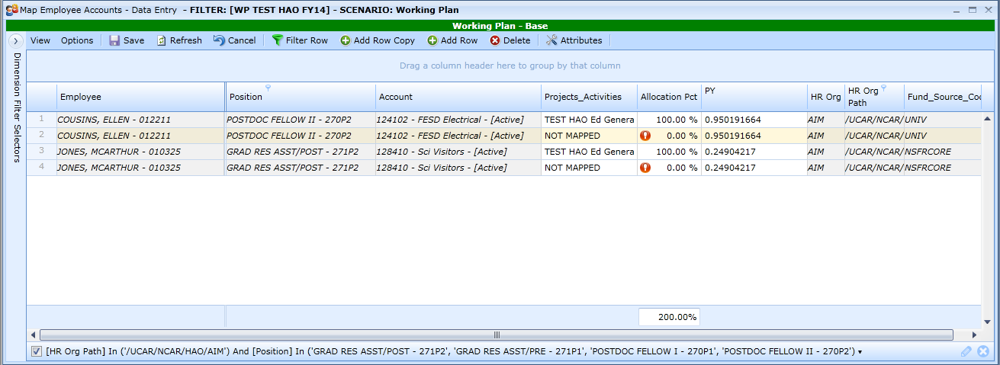 Map Employee Accounts - Data Entry - FILTER: [WP TEST HAO FY14] - SCENARIO: Working Plan
Working Plan - Base
View Options Save Refresh Cancel Filter Row Add Row Copy Add Row Delete Attributes
Dimension Filter Selectors
Drag a column header here to group by that column
Employee Position Account Projects_Activities Allocation Pct PY HR Org HR Org Path Fund_Source_Coo
1 COUSINS, ELLEN - 012211 POSTDOC FELLOW II - 270P2 124102 - FESD Electrical - [Active] TEST HAO Ed Genera 100.00 % 0.950191664 AIM /UCAR/NCAR/ UNIV
2 COUSINS, ELLEN - 012211 POSTDOC FELLOW II - 270P2 124102 - FESD Electrical - [Active] NOT MAPPED 0.00 % 0.950191664 AIM /UCAR/NCAR/ UNIV
3 JONES, MCARTHUR - 010325 GRAD RES ASST/POST - 271P2 128410 - Sci Visitors - [Active] TEST HAO Ed Genera 100.00 % 0.24904217 AIM /UCAR/NCAR/ NSFRCORE
4 JONES, MCARTHUR - 010325 GRAD RES ASST/POST - 271P2 128410 - Sci Visitors - [Active] NOT MAPPED 0.00 % 0.24904217 AIM /UCAR/NCAR/ NSFRCORE
200.00%
[HR Org Path] In ('/UCAR/NCAR/HAO/AIM') And [Position] In ('GRAD RES ASST/POST - 271P2', 'GRAD RES ASST/PRE - 271P1', 'POSTDOC FELLOW I - 270P1', 'POSTDOC FELLOW II - 270P2')